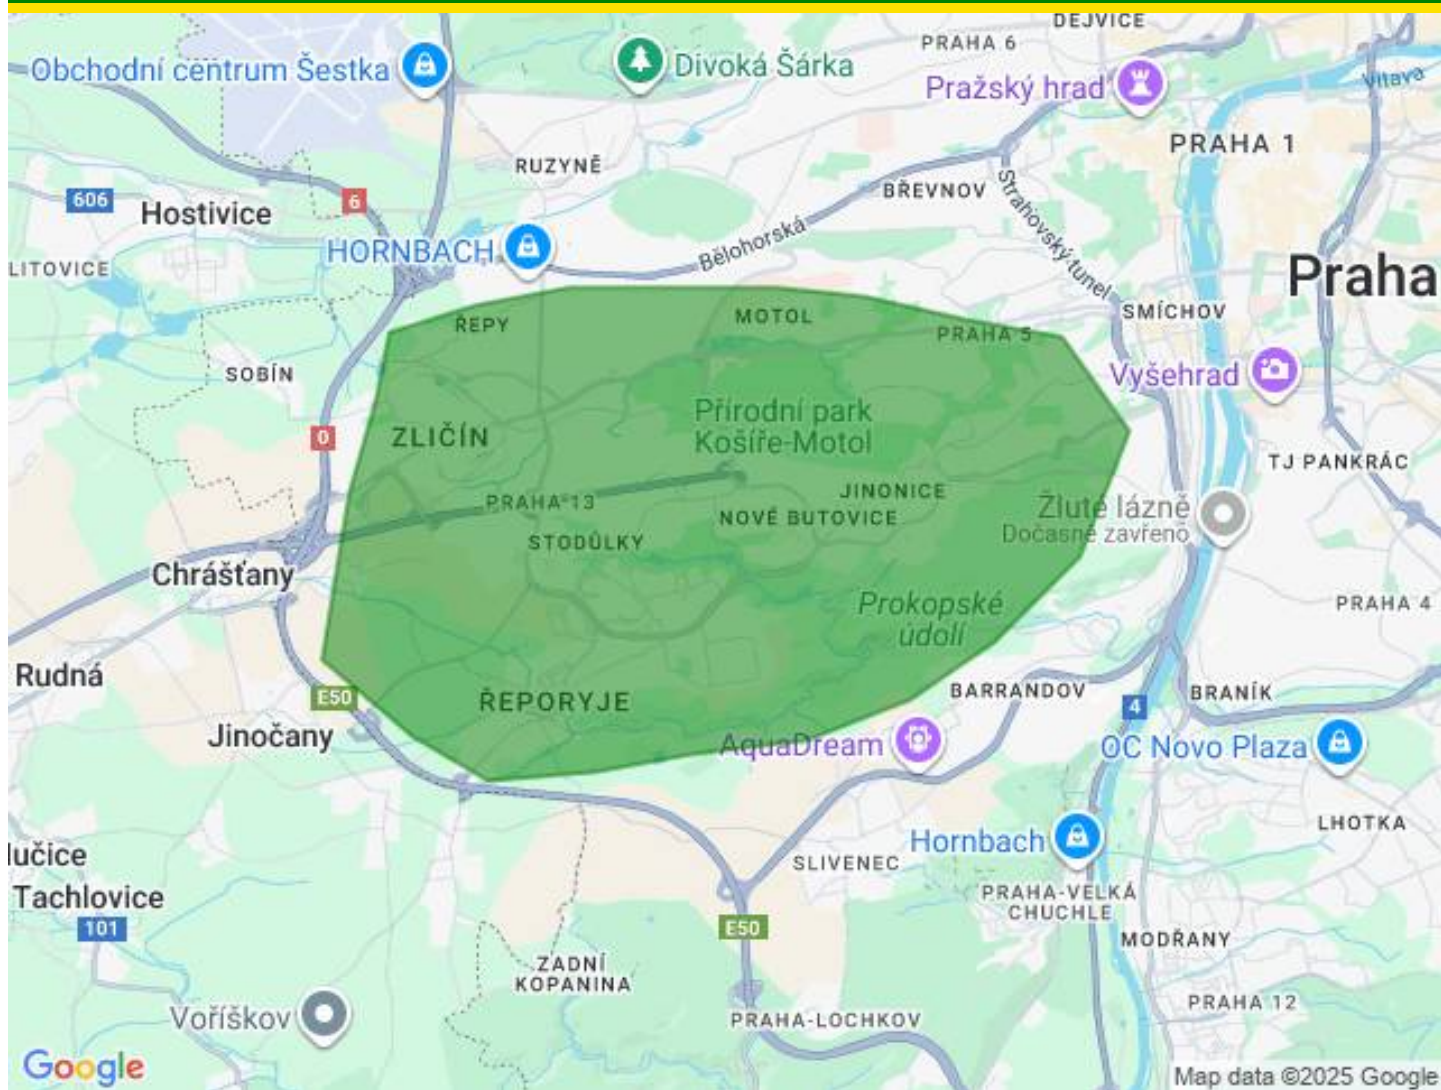 DEJVICE
PRAHA 6
Obchodní centrum Šestka
Divoká Šárka
Pražský hrad
Vltava
PRAHA 1
RUZYNĚ
606
6
BŘEVNOV
Strahovský tunel
Hostivice
HORNBACH
Bělohorská
LITOVICE
Praha
SMÍCHOV
ŘEPY
MOTOL
PRAHA 5
SOBÍN
Vyšehrad
Přírodní park
Košíře-Motol
0
ZLIČÍN
TJ PANKRÁC
JINONICE
PRAHA 13
NOVÉ BUTOVICE
Žluté lázně
Dočasně zavřeno
STODŮLKY
Chrášťany
Prokopské
údolí
PRAHA 4
Rudná
E50
ŘEPORYJE
BARRANDOV
4
BRANÍK
Jinočany
AquaDream
OC Novo Plaza
LHOTKA
Hornbach
lučice
SLIVENEC
Tachlovice
PRAHA-VELKÁ
CHUCHLE
101
E50
MODŘANY
ZADNÍ
KOPANINA
PRAHA 12
Voříškov
PRAHA-LOCHKOV
Google
Map data ©2025 Google